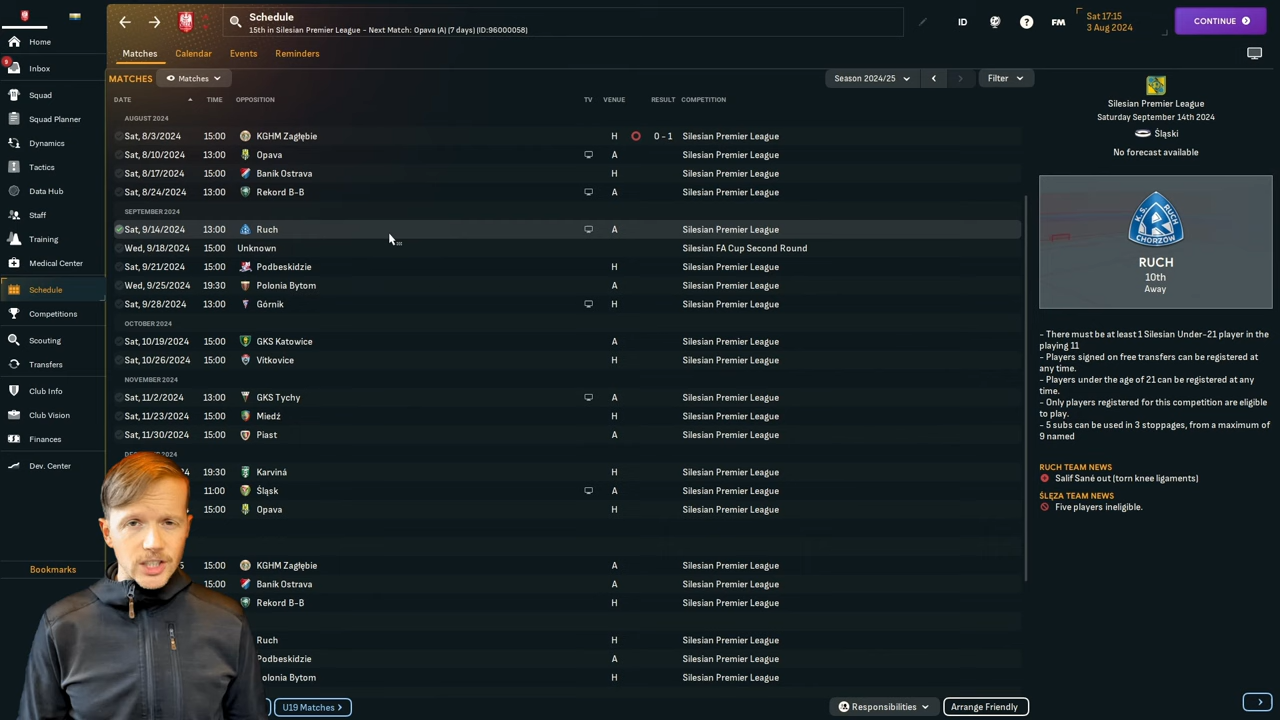 Schedule
15th in Silesian Premier League - Next Match: Opava (A) (7 days) (ID:96000058)
ID
?
FM
Sat 17:15
3 Aug 2024
CONTINUE
Home
9
Inbox
Squad
Squad Planner
Dynamics
Tactics
Data Hub
Staff
Training
Medical Center
Schedule
Competitions
Scouting
Transfers
Club Info
Club Vision
Finances
Dev. Center
Bookmarks
Matches Calendar Events Reminders
MATCHES Matches Season 2024/25 Filter
DATE TIME OPPOSITION TV VENUE RESULT COMPETITION
AUGUST 2024
Sat, 8/3/2024 15:00 KGHM Zagłębie H 0 - 1 Silesian Premier League
Sat, 8/10/2024 13:00 Opava A Silesian Premier League
Sat, 8/17/2024 15:00 Baník Ostrava H Silesian Premier League
Sat, 8/24/2024 13:00 Rekord B-B A Silesian Premier League
SEPTEMBER 2024
Sat, 9/14/2024 13:00 Ruch A Silesian Premier League
Wed, 9/18/2024 15:00 Unknown Silesian FA Cup Second Round
Sat, 9/21/2024 15:00 Podbeskidzie H Silesian Premier League
Wed, 9/25/2024 19:30 Polonia Bytom A Silesian Premier League
Sat, 9/28/2024 13:00 Górnik H Silesian Premier League
OCTOBER 2024
Sat, 10/19/2024 15:00 GKS Katowice A Silesian Premier League
Sat, 10/26/2024 15:00 Vítkovice H Silesian Premier League
NOVEMBER 2024
Sat, 11/2/2024 13:00 GKS Tychy A Silesian Premier League
Sat, 11/23/2024 15:00 Miedź H Silesian Premier League
Sat, 11/30/2024 15:00 Piast A Silesian Premier League
19:30 Karviná H Silesian Premier League
11:00 Śląsk A Silesian Premier League
15:00 Opava H Silesian Premier League
15:00 KGHM Zagłębie A Silesian Premier League
15:00 Baník Ostrava A Silesian Premier League
Rekord B-B H Silesian Premier League
Ruch H Silesian Premier League
Podbeskidzie A Silesian Premier League
Polonia Bytom H Silesian Premier League
U19 Matches
Responsibilities
Arrange Friendly
Silesian Premier League
Saturday September 14th 2024
Śląski
No forecast available
K.S. RUCH CHORZÓW
RUCH
10th
Away
- There must be at least 1 Silesian Under-21 player in the
playing 11
- Players signed on free transfers can be registered at
any time.
- Players under the age of 21 can be registered at any
time.
- Only players registered for this competition are eligible
to play.
- 5 subs can be used in 3 stoppages, from a maximum of
9 named
RUCH TEAM NEWS
Salif Sané out (torn knee ligaments)
ŚLĘZA TEAM NEWS
Five players ineligible.